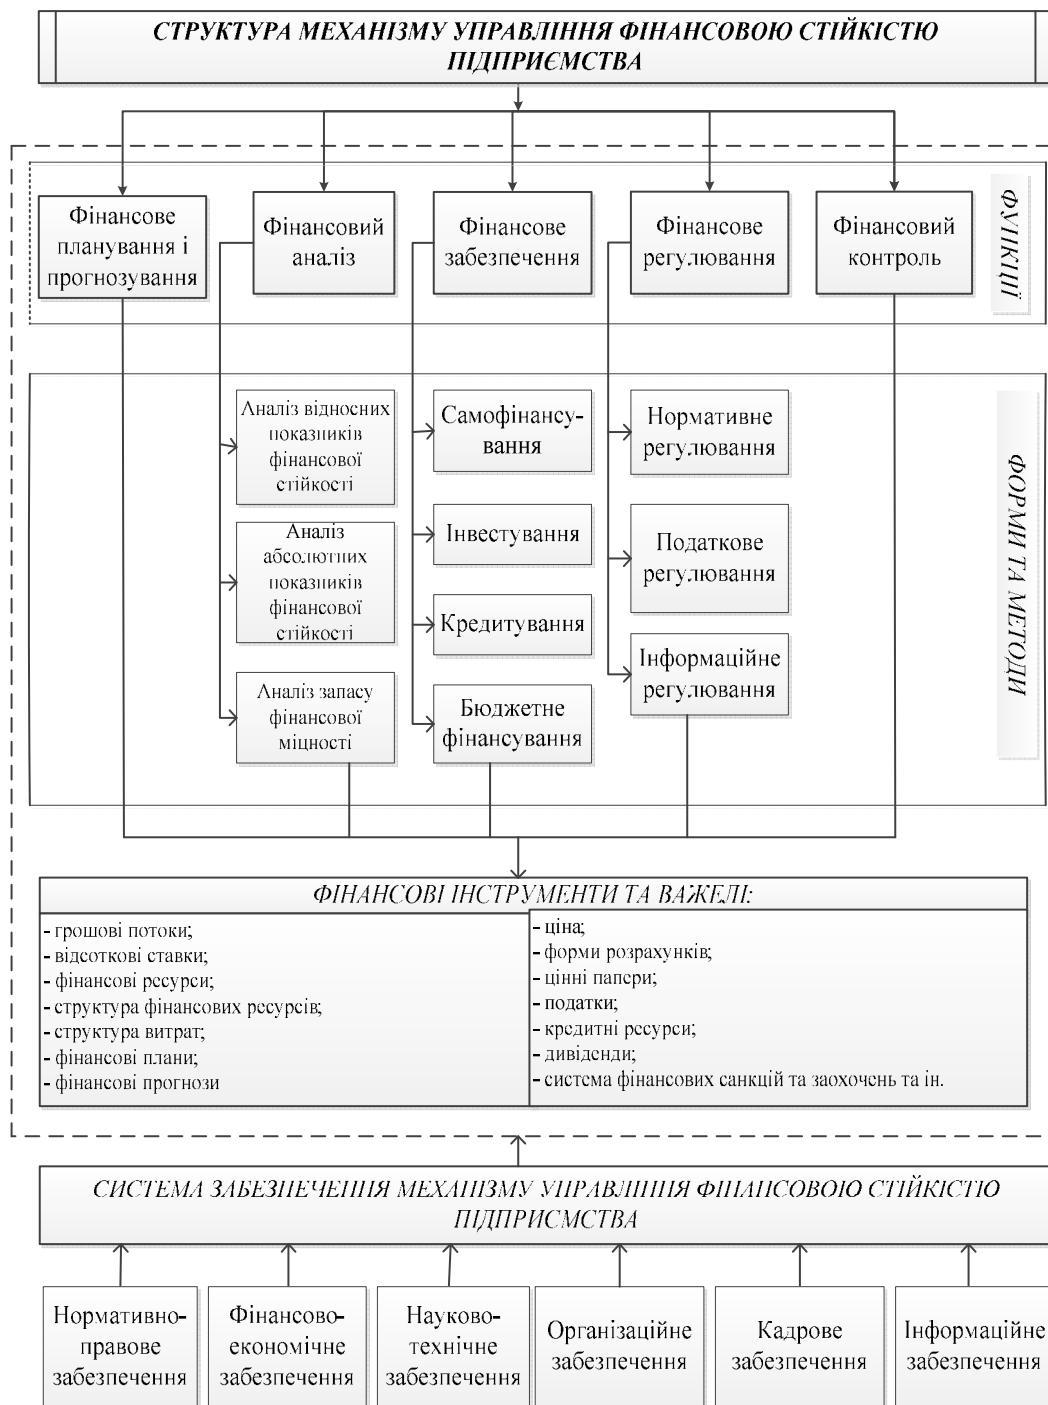 СТРУКТУРА МЕХАНІЗМУ УПРАВЛІННЯ ФІНАНСОВОЮ СТІЙКІСТЮ
ПІДПРИЄМСТВА
Фінансове
планування і
прогнозування
Фінансовий
аналіз
Фінансове
забезпечення
Фінансове
регулювання
Фінансовий
контроль
ФУНКЦІЇ
Аналіз відносних
показників
фінансової
стійкості
Аналіз
абсолютних
показників
фінансової
стійкості
Аналіз запасу
фінансової
міцності
Самофінансу-
вання
Інвестування
Кредитування
Бюджетне
фінансування
Нормативне
регулювання
Податкове
регулювання
Інформаційне
регулювання
ФОРМИ ТА МЕТОДИ
ФІНАНСОВІ ІНСТРУМЕНТИ ТА ВАЖЕЛІ:
- грошові потоки;
- відсоткові ставки;
- фінансові ресурси;
- структура фінансових ресурсів;
- структура витрат;
- фінансові плани;
- фінансові прогнози
- ціна;
- форми розрахунків;
- цінні папери;
- податки;
- кредитні ресурси;
- дивіденди;
- система фінансових санкцій та заохочень та ін.
СИСТЕМА ЗАБЕЗПЕЧЕННЯ МЕХАНІЗМУ УПРАВЛІННЯ ФІНАНСОВОЮ СТІЙКІСТЮ
ПІДПРИЄМСТВА
Нормативно-
правове
забезпечення
Фінансово-
економічне
забезпечення
Науково-
технічне
забезпечення
Організаційне
забезпечення
Кадрове
забезпечення
Інформаційне
забезпечення